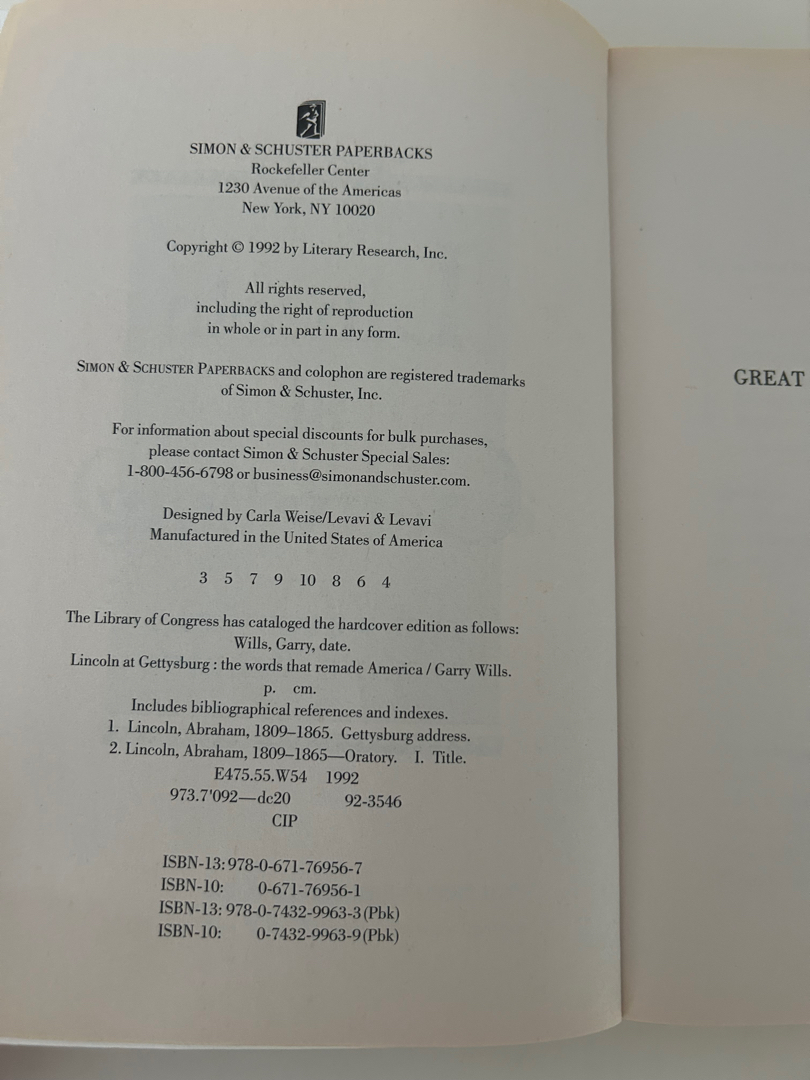 SIMON & SCHUSTER PAPERBACKS
Rockefeller Center
1230 Avenue of the Americas
New York, NY 10020
Copyright © 1992 by Literary Research, Inc.
All rights reserved,
including the right of reproduction
in whole or in part in any form.
SIMON & SCHUSTER PAPERBACKS and colophon are registered trademarks
of Simon & Schuster, Inc.
For information about special discounts for bulk purchases,
please contact Simon & Schuster Special Sales:
1-800-456-6798 or business@simonandschuster.com.
Designed by Carla Weise/Levavi & Levavi
Manufactured in the United States of America
3 5 7 9 10 8 6 4
The Library of Congress has cataloged the hardcover edition as follows:
Wills, Garry, date.
Lincoln at Gettysburg : the words that remade America / Garry Wills.
p. cm.
Includes bibliographical references and indexes.
1. Lincoln, Abraham, 1809–1865. Gettysburg address.
2. Lincoln, Abraham, 1809–1865—Oratory. I. Title.
E475.55.W54 1992
973.7'092—dc20 92-3546
CIP
ISBN-13: 978-0-671-76956-7
ISBN-10: 0-671-76956-1
ISBN-13: 978-0-7432-9963-3 (Pbk)
ISBN-10: 0-7432-9963-9 (Pbk)
GREAT